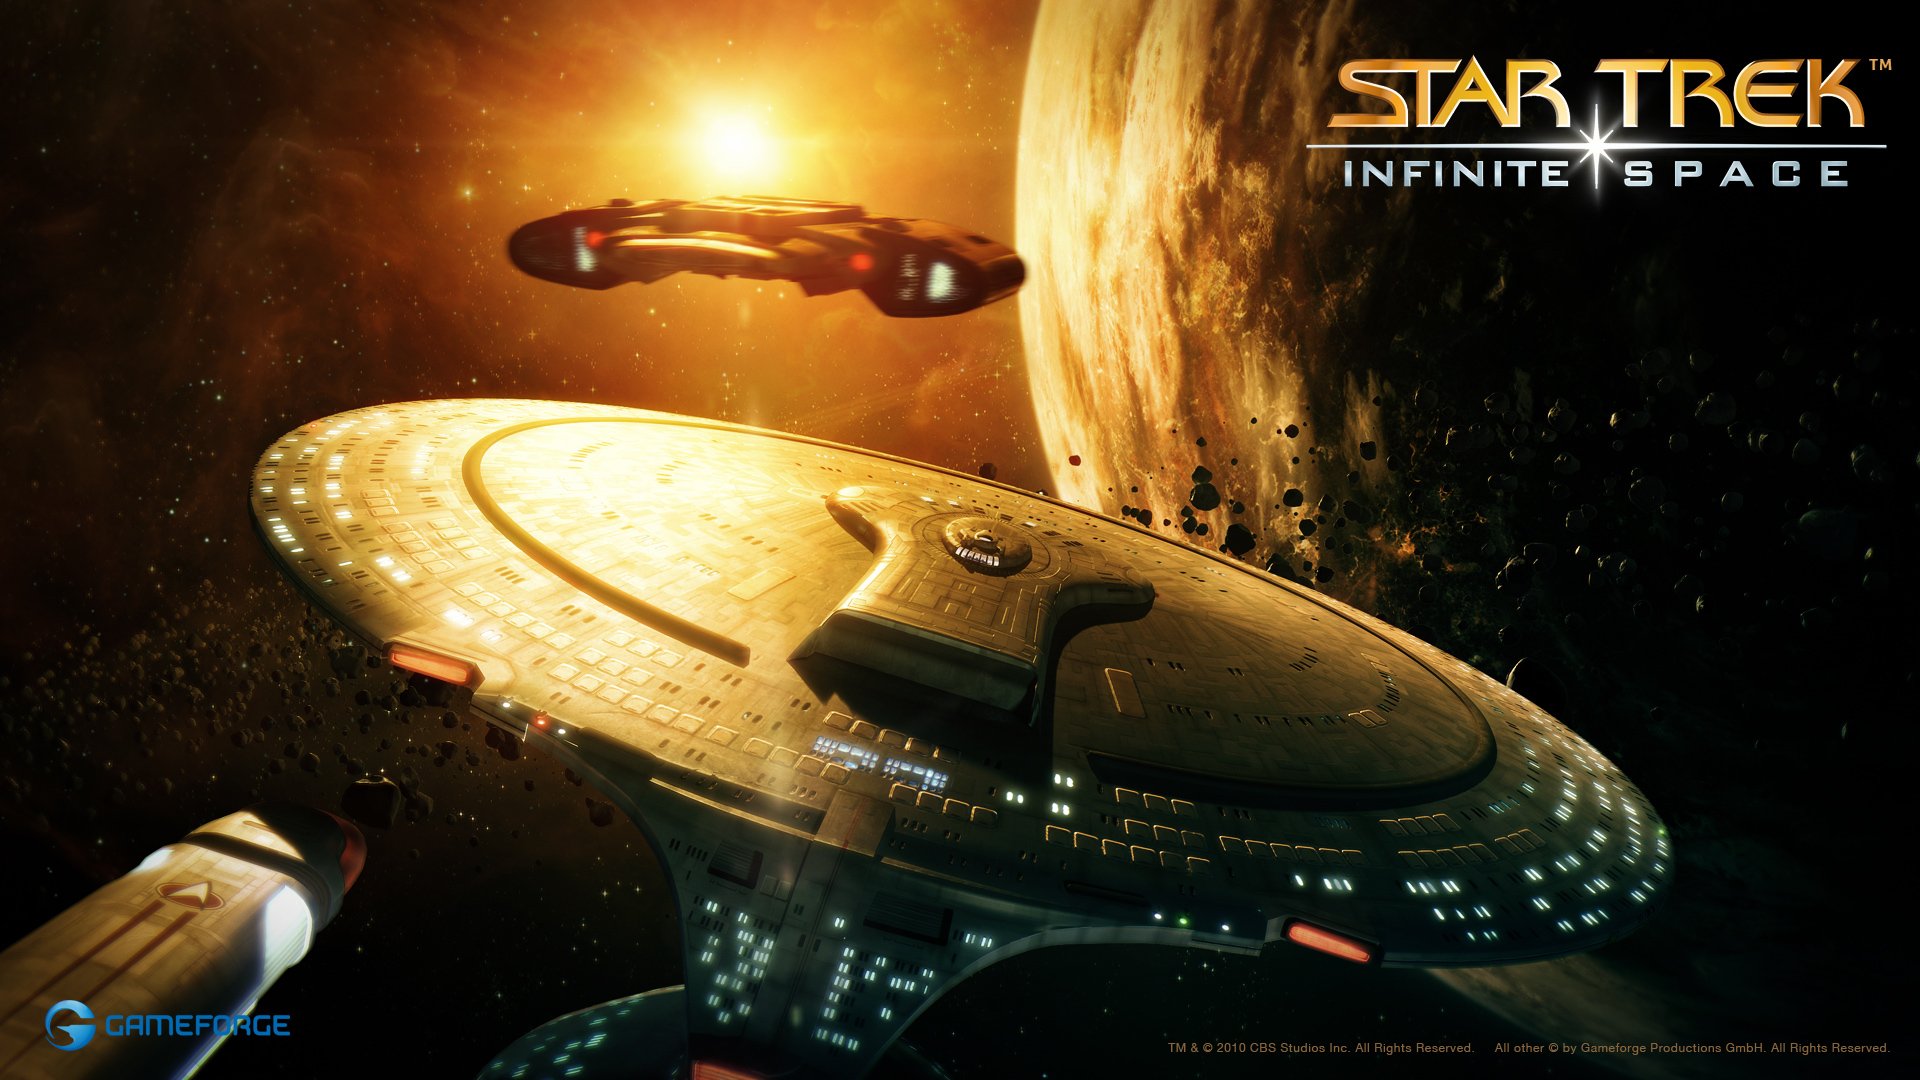 STAR TREK™
INFINITE SPACE
GAMEFORGE
TM & © 2010 CBS Studios Inc. All Rights Reserved. All other © by Gameforge Productions GmbH. All Rights Reserved.